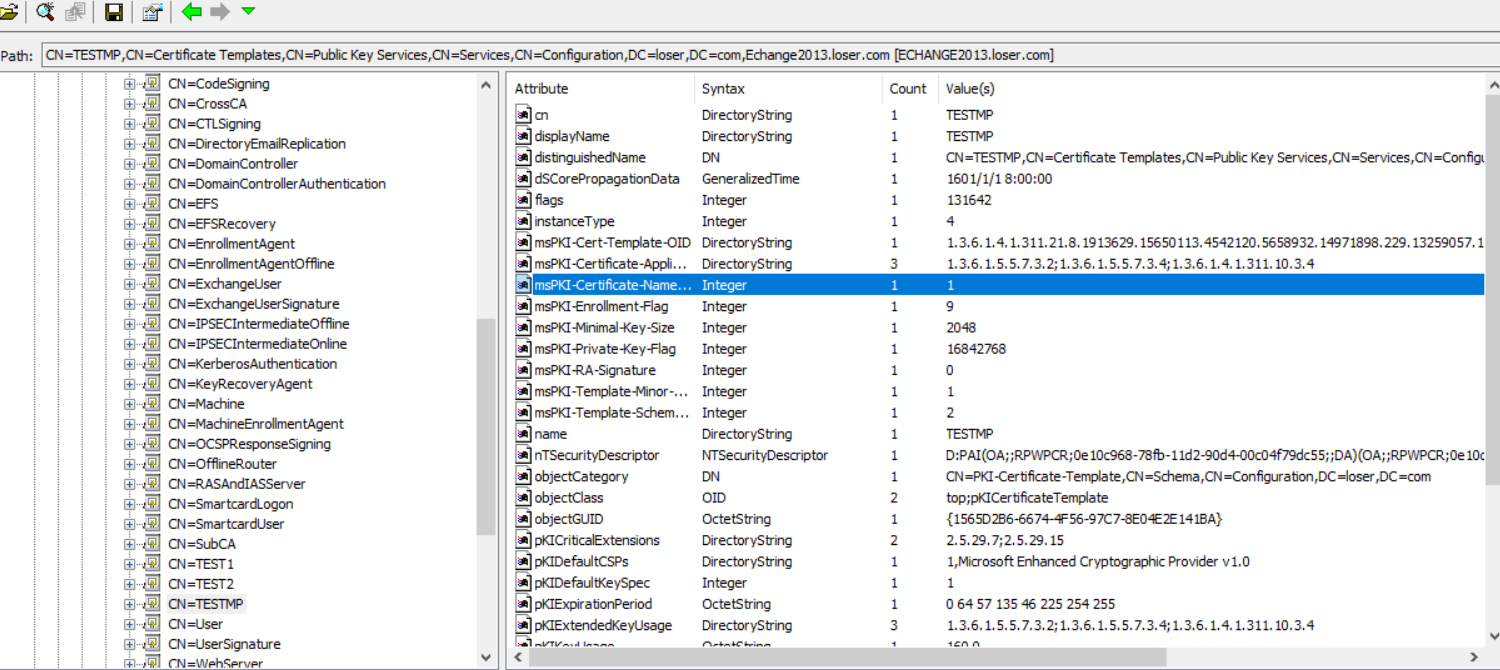 Path: CN=TESTMP,CN=Certificate Templates,CN=Public Key Services,CN=Services,CN=Configuration,DC=loser,DC=com,Echange2013.loser.com [ECHANGE2013.loser.com]
CN=CodeSigning
CN=CrossCA
CN=CTLSigning
CN=DirectoryEmailReplication
CN=DomainController
CN=DomainControllerAuthentication
CN=EFS
CN=EFSRecovery
CN=EnrollmentAgent
CN=EnrollmentAgentOffline
CN=ExchangeUser
CN=ExchangeUserSignature
CN=IPSECIntermediateOffline
CN=IPSECIntermediateOnline
CN=KerberosAuthentication
CN=KeyRecoveryAgent
CN=Machine
CN=MachineEnrollmentAgent
CN=OCSPResponseSigning
CN=OfflineRouter
CN=RASAndIASServer
CN=SmartcardLogon
CN=SmartcardUser
CN=SubCA
CN=TEST1
CN=TEST2
CN=TESTMP
CN=User
CN=UserSignature
CN=WebServer
Attribute Syntax Count Value(s)
cn DirectoryString 1 TESTMP
displayName DirectoryString 1 TESTMP
distinguishedName DN 1 CN=TESTMP,CN=Certificate Templates,CN=Public Key Services,CN=Services,CN=Configu
dSCorePropagationData GeneralizedTime 1 1601/1/1 8:00:00
flags Integer 1 131642
instanceType Integer 1 4
msPKI-Cert-Template-OID DirectoryString 1 1.3.6.1.4.1.311.21.8.1913629.15650113.4542120.5658932.14971898.229.13259057.1
msPKI-Certificate-Appli... DirectoryString 3 1.3.6.1.5.5.7.3.2;1.3.6.1.5.5.7.3.4;1.3.6.1.4.1.311.10.3.4
msPKI-Certificate-Name... Integer 1 1
msPKI-Enrollment-Flag Integer 1 9
msPKI-Minimal-Key-Size Integer 1 2048
msPKI-Private-Key-Flag Integer 1 16842768
msPKI-RA-Signature Integer 1 0
msPKI-Template-Minor-... Integer 1 1
msPKI-Template-Schem... Integer 1 2
name DirectoryString 1 TESTMP
nTSecurityDescriptor NTSecurityDescriptor 1 D:PAI(OA;;RPWPCR;0e10c968-78fb-11d2-90d4-00c04f79dc55;;DA)(OA;;RPWPCR;0e10c
objectCategory DN 1 CN=PKI-Certificate-Template,CN=Schema,CN=Configuration,DC=loser,DC=com
objectClass OID 2 top;pKICertificateTemplate
objectGUID OctetString 1 {1565D2B6-6674-4F56-97C7-8E04E2E141BA}
pKICriticalExtensions DirectoryString 2 2.5.29.7;2.5.29.15
pKIDefaultCSPs DirectoryString 1 1,Microsoft Enhanced Cryptographic Provider v1.0
pKIDefaultKeySpec Integer 1 1
pKIExpirationPeriod OctetString 1 0 64 57 135 46 225 254 255
pKIExtendedKeyUsage DirectoryString 3 1.3.6.1.5.5.7.3.2;1.3.6.1.5.5.7.3.4;1.3.6.1.4.1.311.10.3.4
pKIKeyUsage OctetString 1 160 0